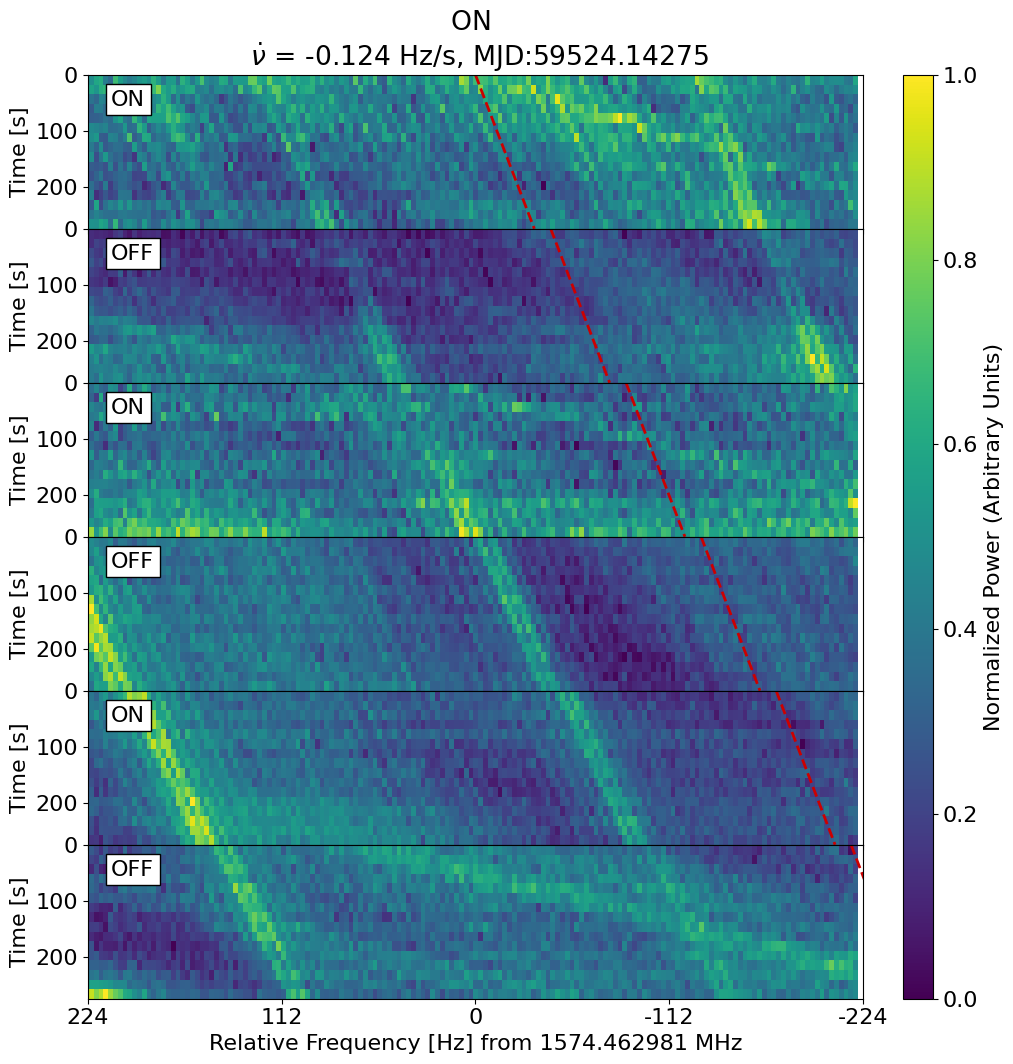 ON
ν̇ = -0.124 Hz/s, MJD:59524.14275
0
ON
100
200
Time [s]
0
OFF
100
200
Time [s]
0
ON
100
200
Time [s]
0
OFF
100
200
Time [s]
0
ON
100
200
Time [s]
0
OFF
100
200
Time [s]
224 112 0 -112 -224
Relative Frequency [Hz] from 1574.462981 MHz
1.0
0.8
0.6
0.4
0.2
0.0
Normalized Power (Arbitrary Units)